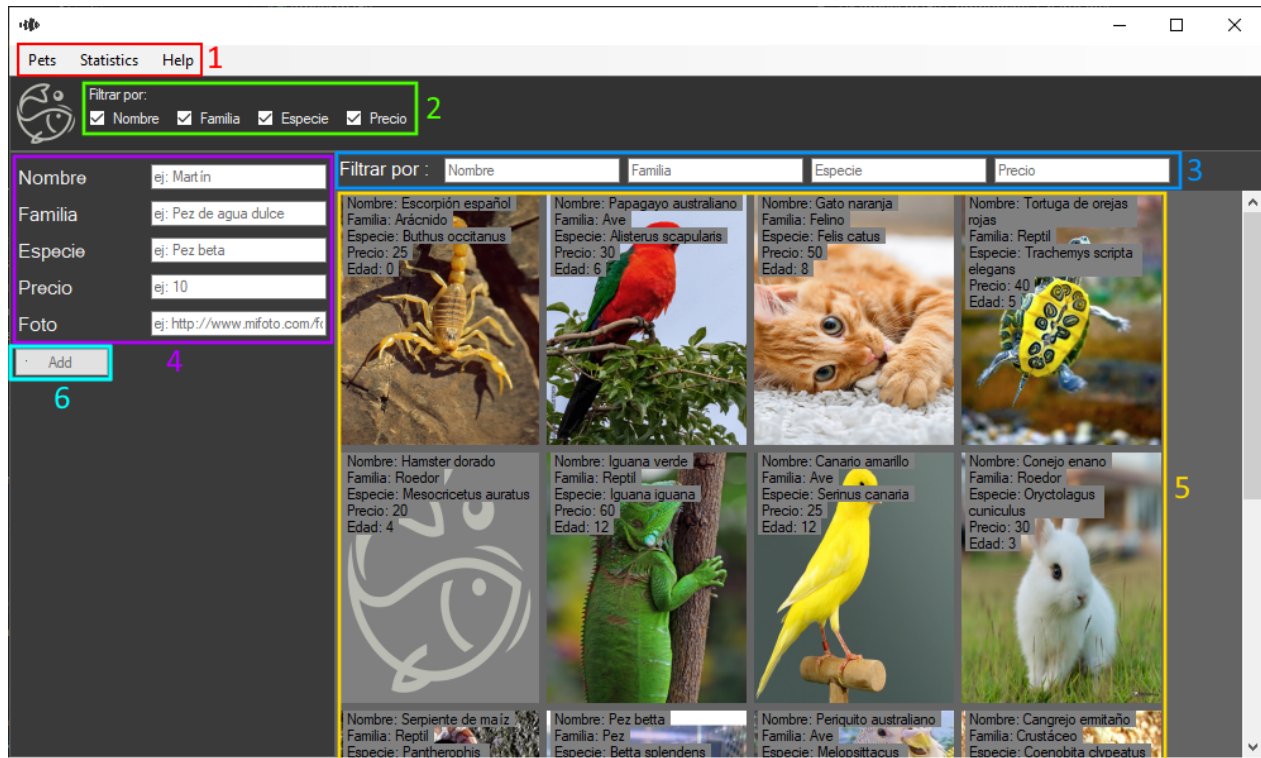 Pets Statistics Help 1
Filtrar por:
Nombre Familia Especie Precio 2
Filtrar por : Nombre Familia Especie Precio 3
Nombre ej: Martín
Familia ej: Pez de agua dulce
Especie ej: Pez beta
Precio ej: 10
Foto ej: http://www.mifoto.com/fo
4
Add
6
Nombre: Escorpión español
Familia: Arácnido
Especie: Buthus occitanus
Precio: 25
Edad: 0
Nombre: Papagayo australiano
Familia: Ave
Especie: Alisterus scapularis
Precio: 30
Edad: 6
Nombre: Gato naranja
Familia: Felino
Especie: Felis catus
Precio: 50
Edad: 8
Nombre: Tortuga de orejas
rojas
Familia: Reptil
Especie: Trachemys scripta
elegans
Precio: 40
Edad: 5
Nombre: Hamster dorado
Familia: Roedor
Especie: Mesocricetus auratus
Precio: 20
Edad: 4
Nombre: Iguana verde
Familia: Reptil
Especie: Iguana iguana
Precio: 60
Edad: 12
Nombre: Canario amarillo
Familia: Ave
Especie: Serinus canaria
Precio: 25
Edad: 12
Nombre: Conejo enano
Familia: Roedor
Especie: Oryctolagus
cuniculus
Precio: 30
Edad: 3
5
Nombre: Serpiente de maíz
Familia: Reptil
Especie: Pantherophis
Nombre: Pez betta
Familia: Pez
Especie: Betta splendens
Nombre: Periquito australiano
Familia: Ave
Especie: Melopsittacus
Nombre: Cangrejo ermitaño
Familia: Crustáceo
Especie: Coenobita clypeatus